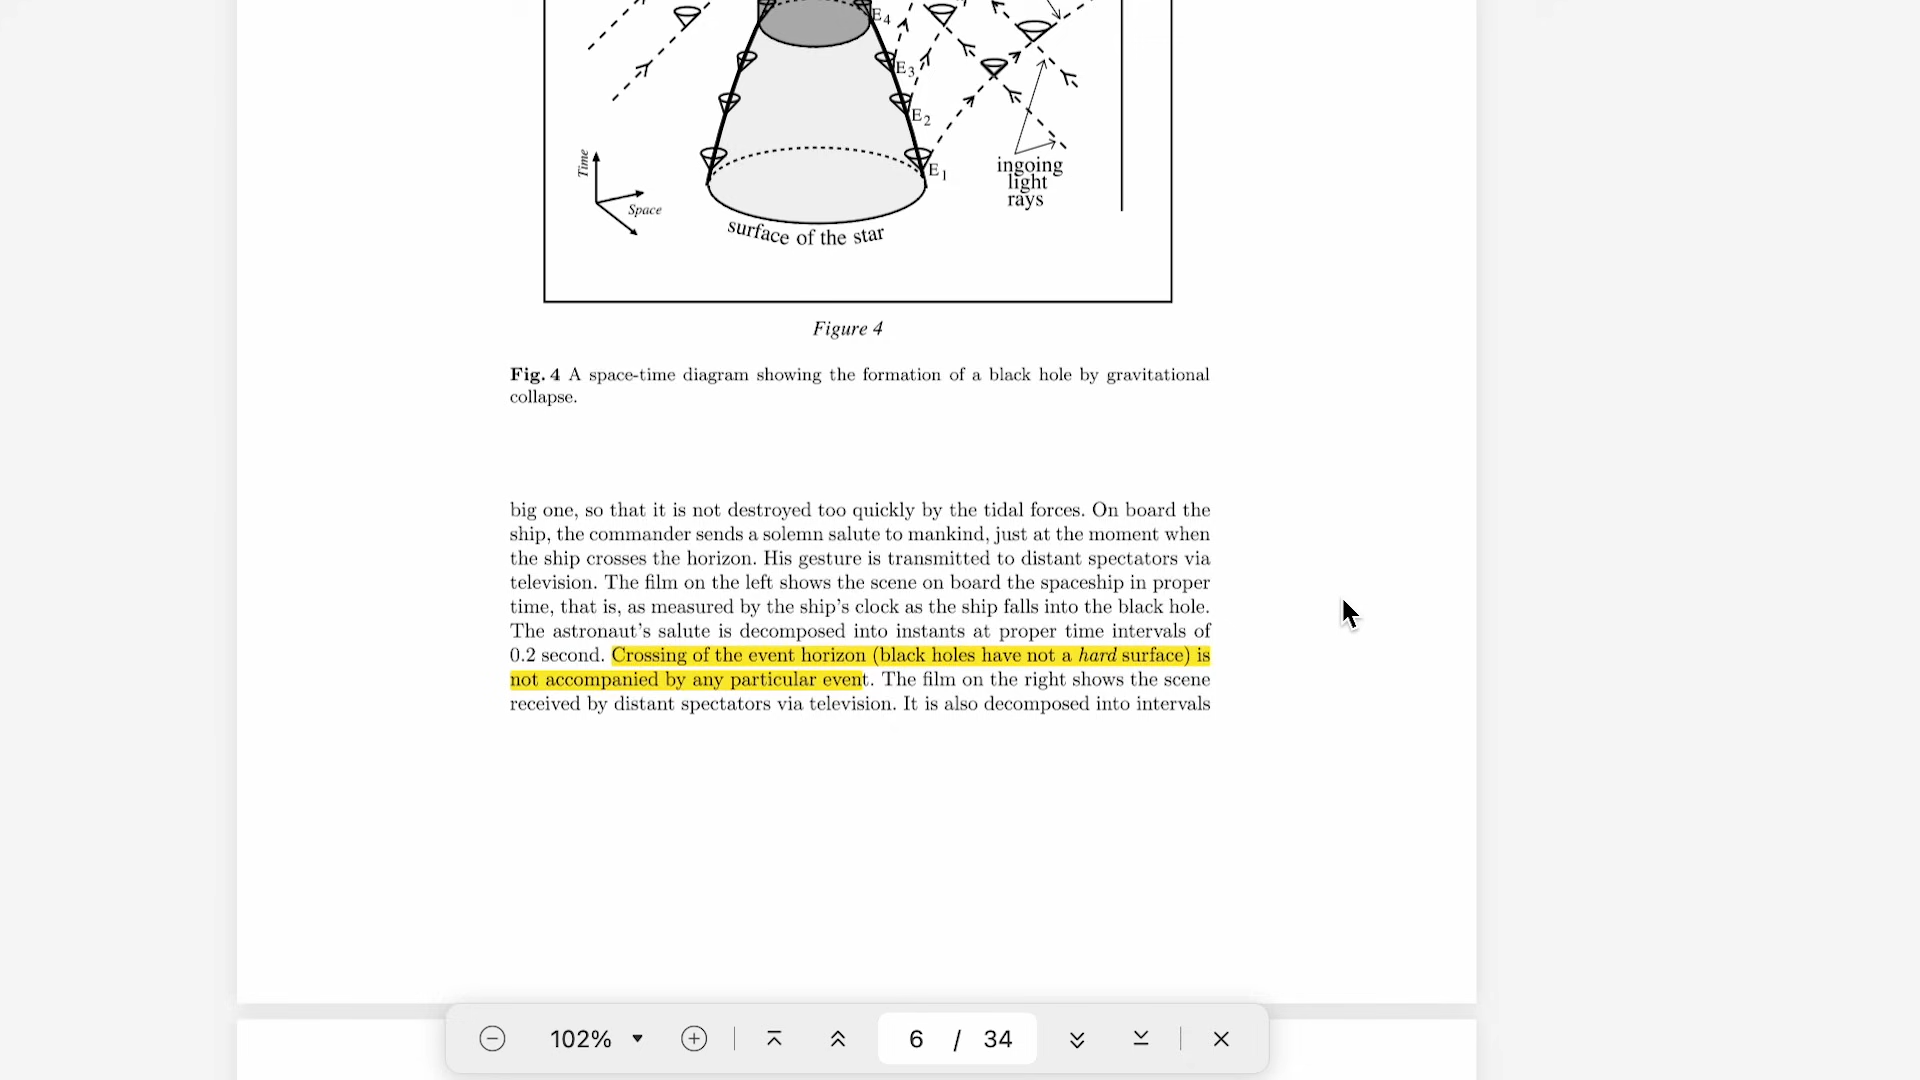 E4
E3
E2
E1
ingoing
light
rays
Time
Space
surface of the star
Figure 4
Fig. 4 A space-time diagram showing the formation of a black hole by gravitational
collapse.
big one, so that it is not destroyed too quickly by the tidal forces. On board the
ship, the commander sends a solemn salute to mankind, just at the moment when
the ship crosses the horizon. His gesture is transmitted to distant spectators via
television. The film on the left shows the scene on board the spaceship in proper
time, that is, as measured by the ship's clock as the ship falls into the black hole.
The astronaut's salute is decomposed into instants at proper time intervals of
0.2 second. Crossing of the event horizon (black holes have not a hard surface) is
not accompanied by any particular event. The film on the right shows the scene
received by distant spectators via television. It is also decomposed into intervals
102% 6 / 34